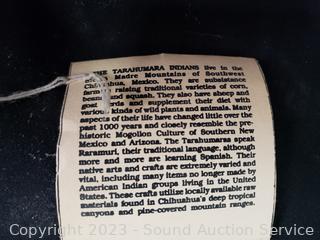 THE TARAHUMARA INDIANS live in the
Sierra Madre Mountains of Southwest
Chihuahua, Mexico. They are subsistance
farmers raising traditional varieties of corn,
beans and squash. They also have sheep and
goat herds and supplement their diet with
various kinds of wild plants and animals. Many
aspects of their life have changed little over the
past 1000 years and closely resemble the pre-
historic Mogollon Culture of Southern New
Mexico and Arizona. The Tarahumaras speak
Raramuri, their traditional language, although
more and more are learning Spanish. Their
native arts and crafts are extremely varied and
vital, including many items no longer made by
American Indian groups living in the United
States. These crafts utilize locally available raw
materials found in Chihuahua's deep tropical
canyons and pine-covered mountain ranges.
Copyright 2023 - Sound Auction Service